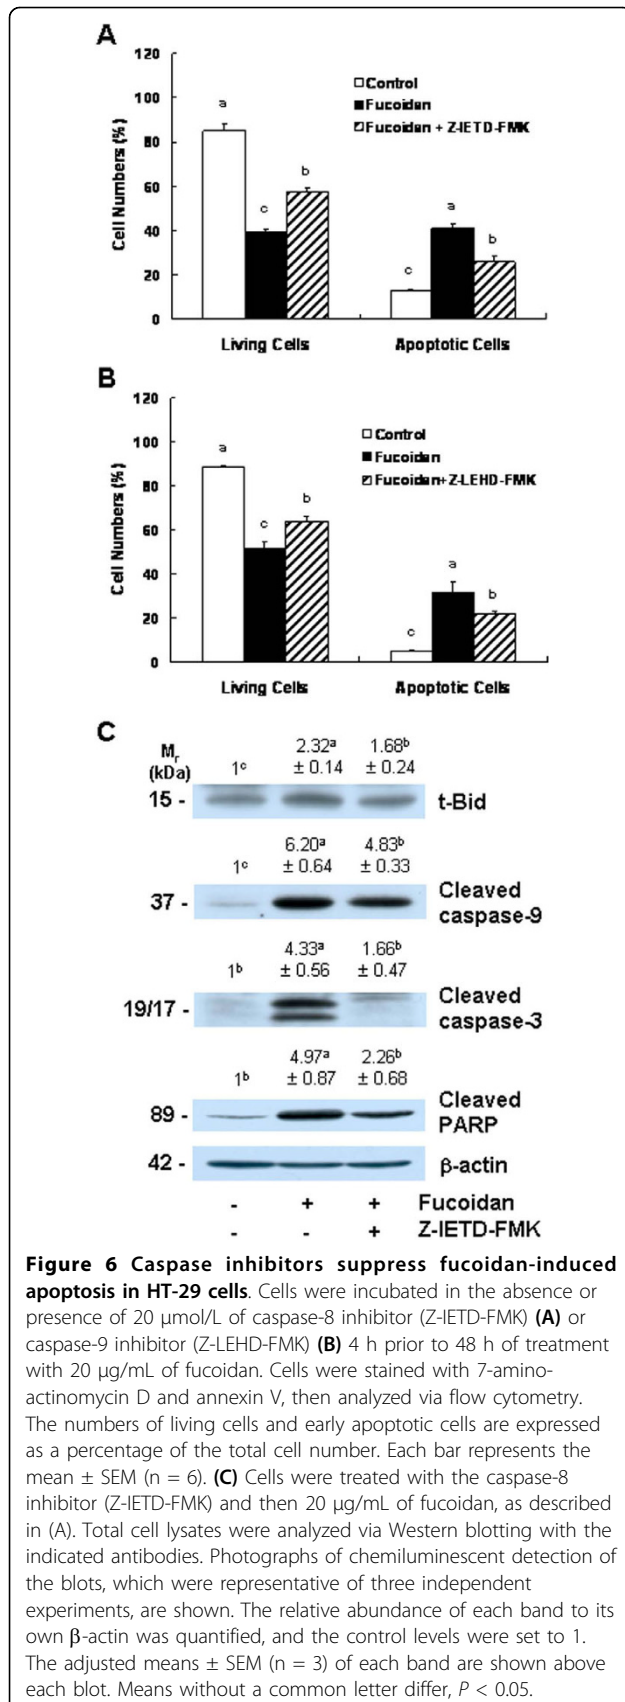 A
120
100
80
60
40
20
0
Cell Numbers (%)
Control
Fucoidan
Fucoidan + Z-IETD-FMK
a
c
b
c
a
b
Living Cells
Apoptotic Cells
B
120
100
80
60
40
20
0
Cell Numbers (%)
Control
Fucoidan
Fucoidan+Z-LEHD-FMK
a
c
b
c
a
b
Living Cells
Apoptotic Cells
C
Mr
(kDa)
1ᶜ 2.32ᵃ ± 0.14 1.68ᵇ ± 0.24
15 - t-Bid
1ᶜ 6.20ᵃ ± 0.64 4.83ᵇ ± 0.33
37 - Cleaved
caspase-9
1ᵇ 4.33ᵃ ± 0.56 1.66ᵇ ± 0.47
19/17 - Cleaved
caspase-3
1ᵇ 4.97ᵃ ± 0.87 2.26ᵇ ± 0.68
89 - Cleaved
PARP
42 - β-actin
- + + Fucoidan
- - + Z-IETD-FMK
Figure 6 Caspase inhibitors suppress fucoidan-induced
apoptosis in HT-29 cells. Cells were incubated in the absence or
presence of 20 μmol/L of caspase-8 inhibitor (Z-IETD-FMK) (A) or
caspase-9 inhibitor (Z-LEHD-FMK) (B) 4 h prior to 48 h of treatment
with 20 μg/mL of fucoidan. Cells were stained with 7-amino-
actinomycin D and annexin V, then analyzed via flow cytometry.
The numbers of living cells and early apoptotic cells are expressed
as a percentage of the total cell number. Each bar represents the
mean ± SEM (n = 6). (C) Cells were treated with the caspase-8
inhibitor (Z-IETD-FMK) and then 20 μg/mL of fucoidan, as described
in (A). Total cell lysates were analyzed via Western blotting with the
indicated antibodies. Photographs of chemiluminescent detection of
the blots, which were representative of three independent
experiments, are shown. The relative abundance of each band to its
own β-actin was quantified, and the control levels were set to 1.
The adjusted means ± SEM (n = 3) of each band are shown above
each blot. Means without a common letter differ, P < 0.05.